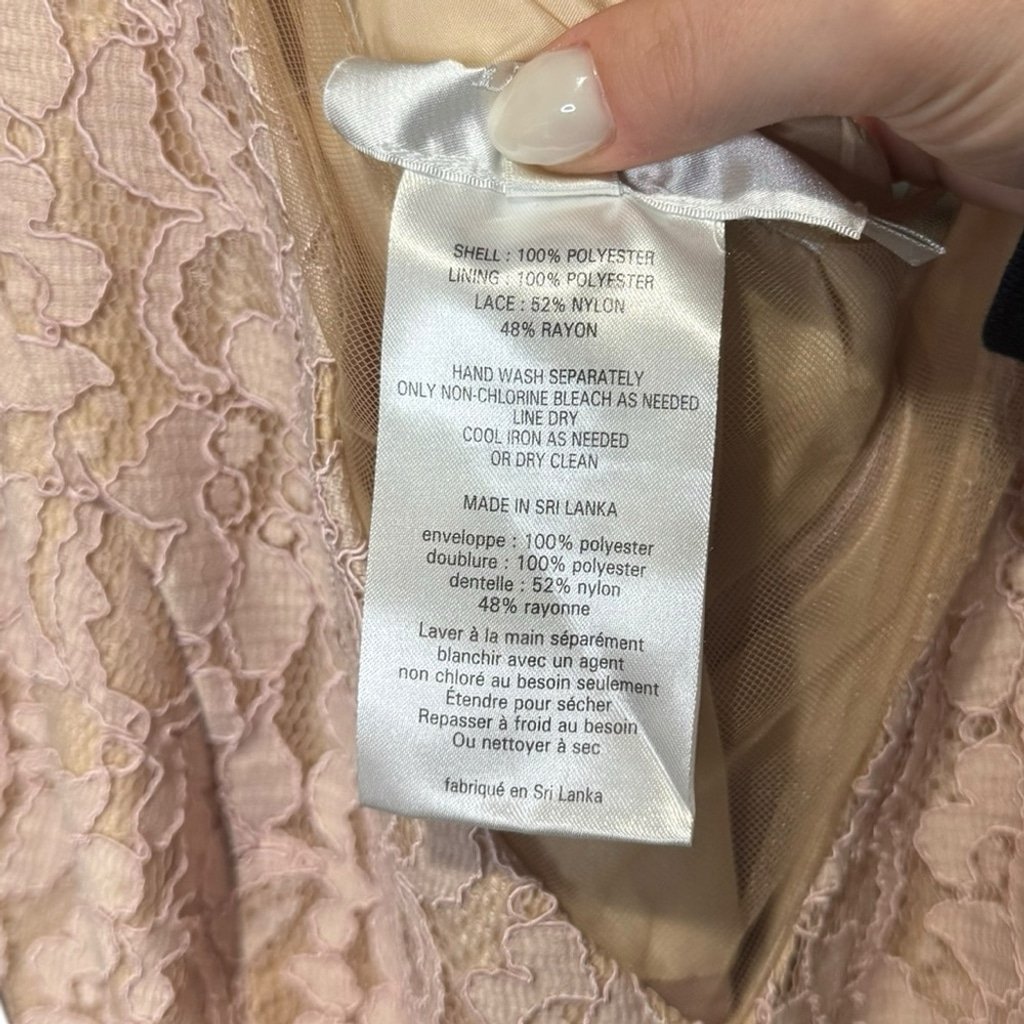 SHELL : 100% POLYESTER
LINING : 100% POLYESTER
LACE : 52% NYLON
48% RAYON
HAND WASH SEPARATELY
ONLY NON-CHLORINE BLEACH AS NEEDED
LINE DRY
COOL IRON AS NEEDED
OR DRY CLEAN
MADE IN SRI LANKA
enveloppe : 100% polyester
doublure : 100% polyester
dentelle : 52% nylon
48% rayonne
Laver à la main séparément
blanchir avec un agent
non chloré au besoin seulement
Étendre pour sécher
Repasser à froid au besoin
Ou nettoyer à sec
fabriqué en Sri Lanka